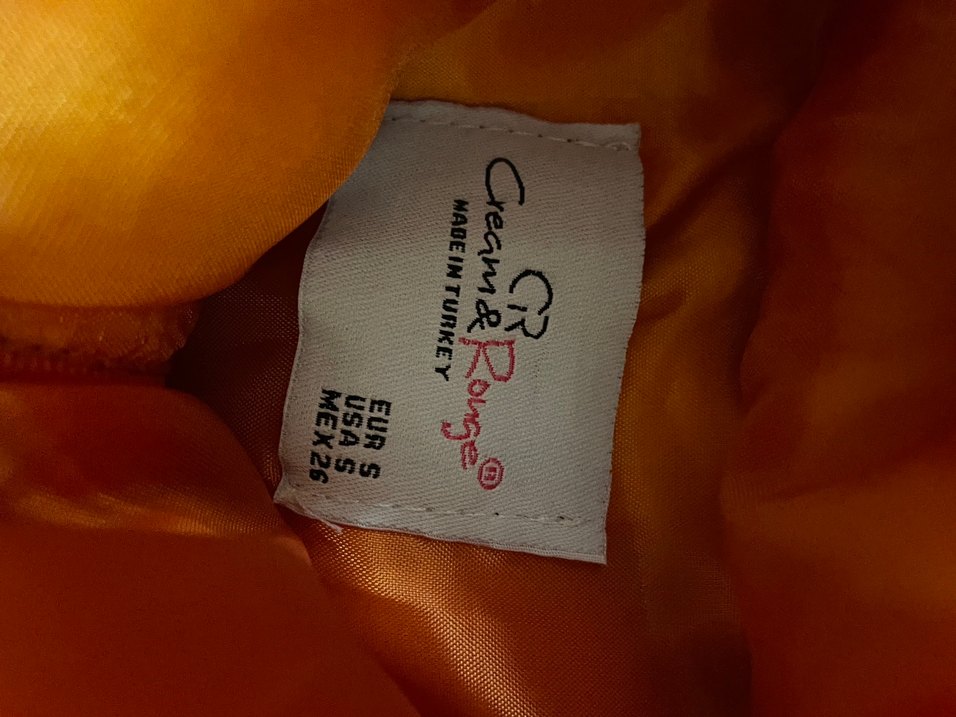 CR
Cream & Rouge®
MADE IN TURKEY
EUR S
USA S
MEX 26